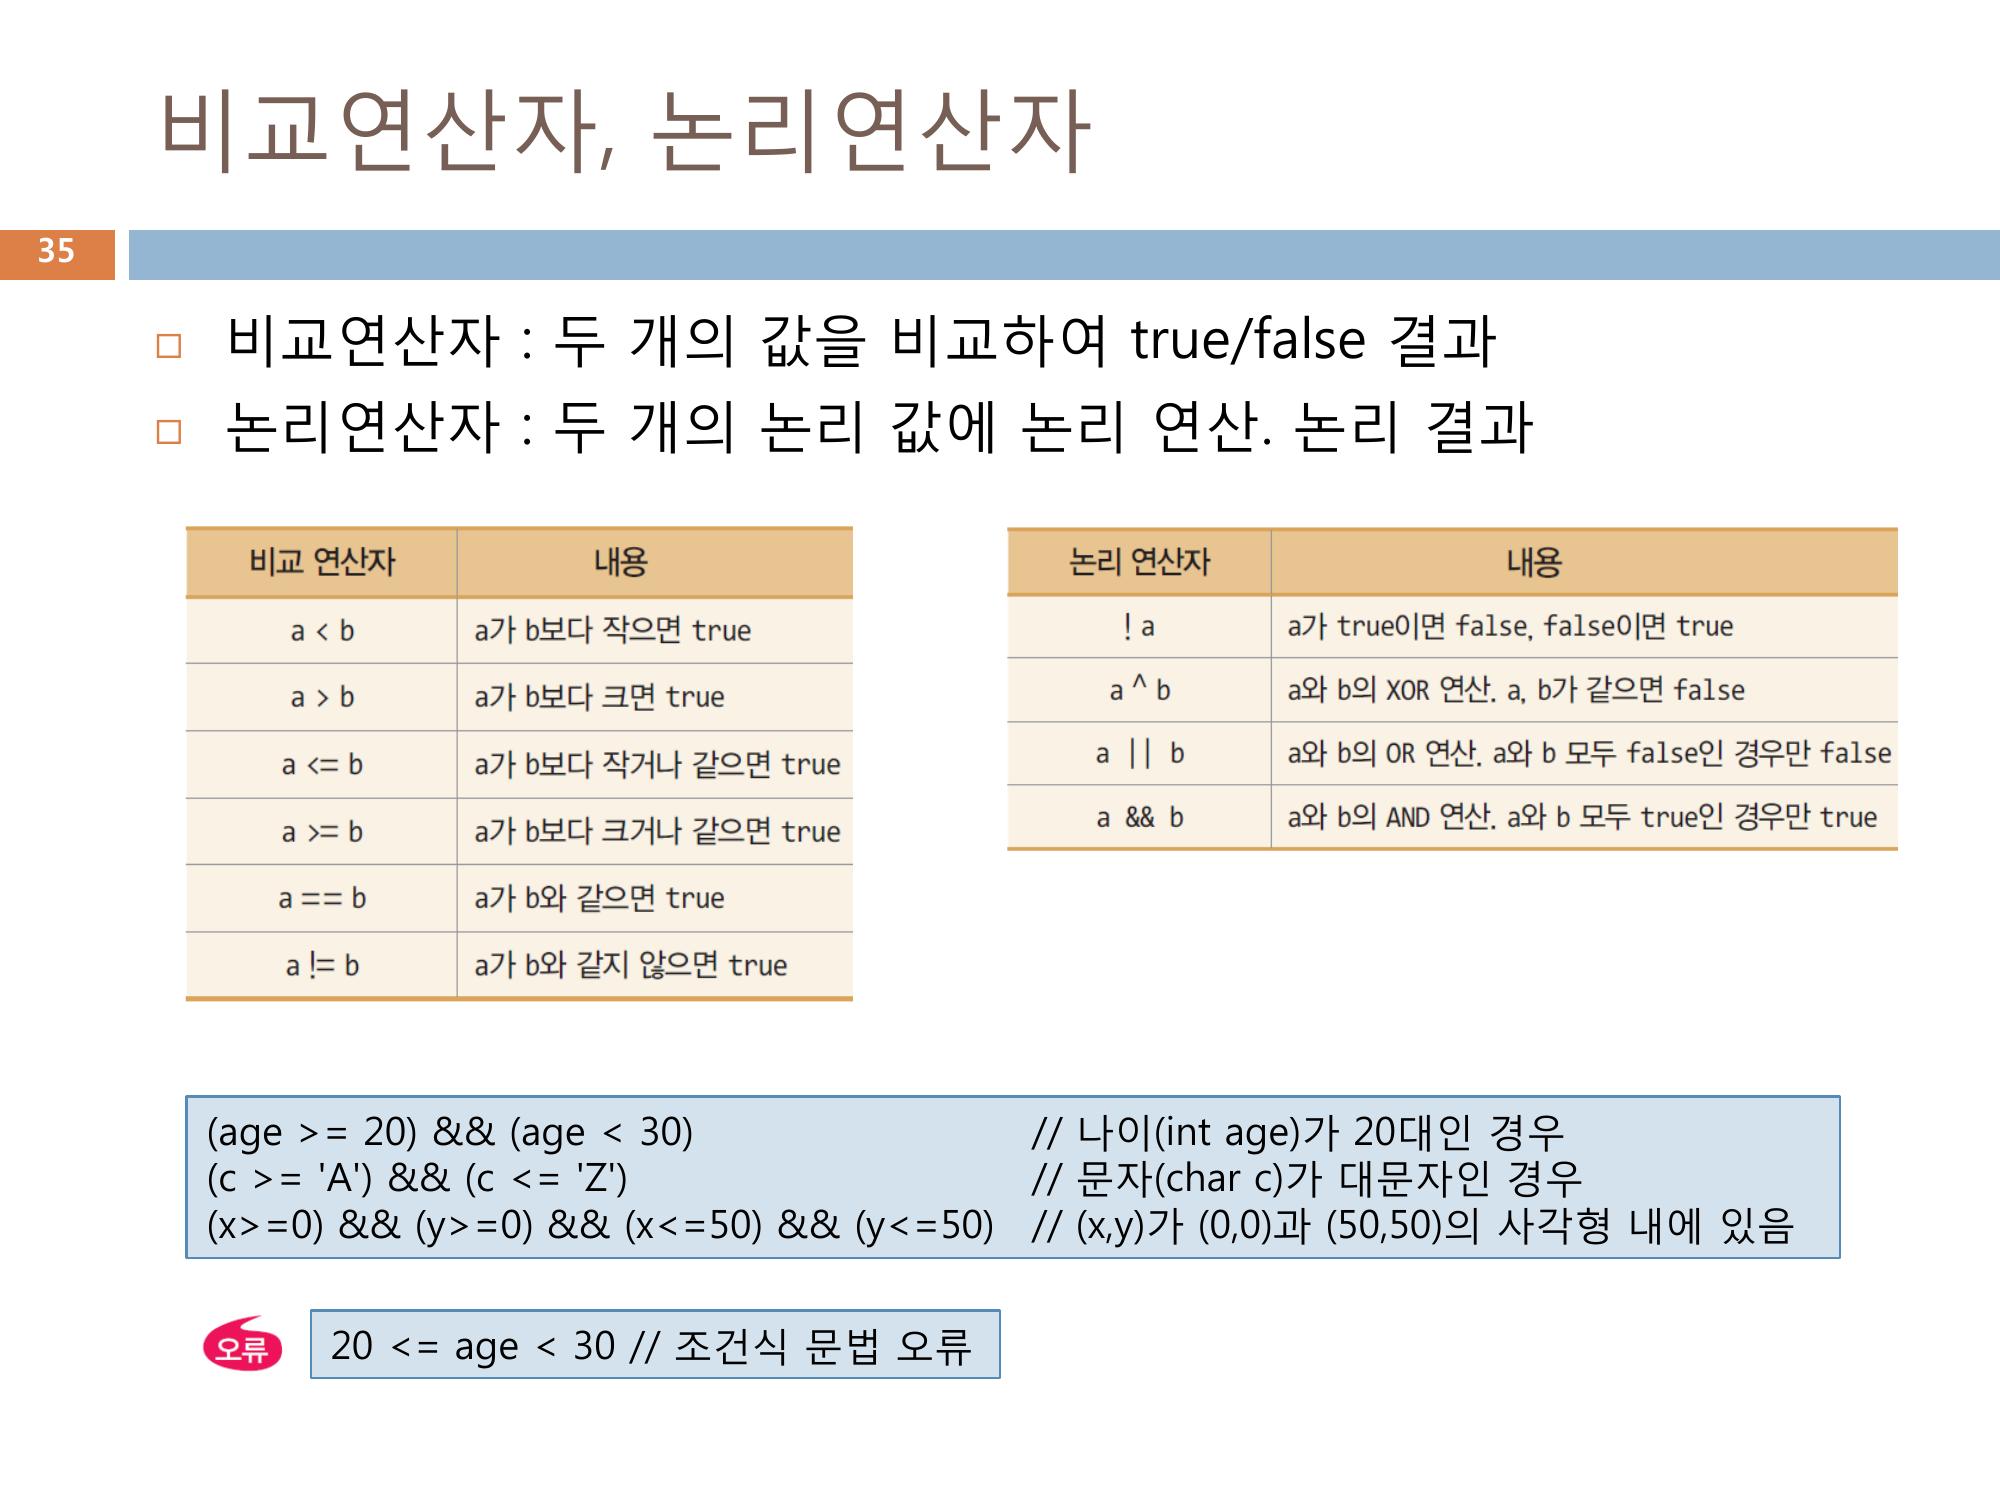 비교연산자, 논리연산자
35
비교연산자 : 두 개의 값을 비교하여 true/false 결과
논리연산자 : 두 개의 논리 값에 논리 연산. 논리 결과
비교 연산자 내용
a < b a가 b보다 작으면 true
a > b a가 b보다 크면 true
a <= b a가 b보다 작거나 같으면 true
a >= b a가 b보다 크거나 같으면 true
a == b a가 b와 같으면 true
a != b a가 b와 같지 않으면 true
논리 연산자 내용
! a a가 true이면 false, false이면 true
a ^ b a와 b의 XOR 연산. a, b가 같으면 false
a || b a와 b의 OR 연산. a와 b 모두 false인 경우만 false
a && b a와 b의 AND 연산. a와 b 모두 true인 경우만 true
(age >= 20) && (age < 30) // 나이(int age)가 20대인 경우
(c >= 'A') && (c <= 'Z') // 문자(char c)가 대문자인 경우
(x>=0) && (y>=0) && (x<=50) && (y<=50) // (x,y)가 (0,0)과 (50,50)의 사각형 내에 있음
오류
20 <= age < 30 // 조건식 문법 오류